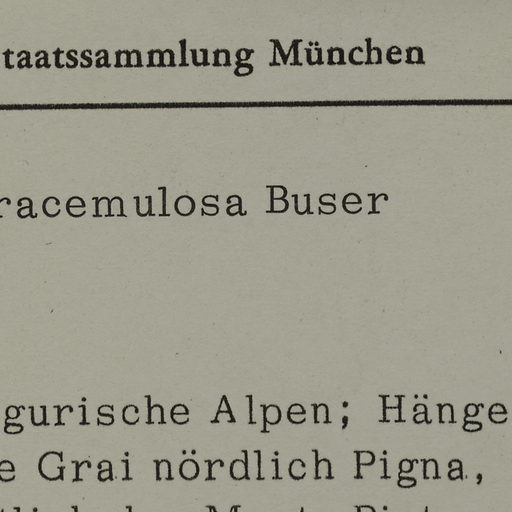 taatssammlung München
racemulosa Buser
gurische Alpen; Hänge
e Grai nördlich Pigna,